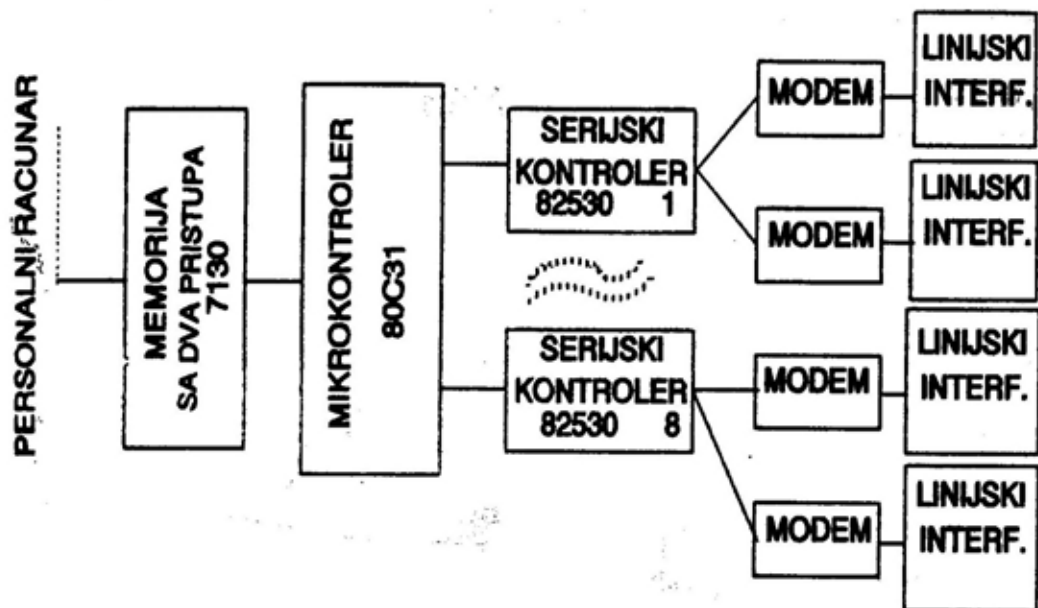 PERSONALNI RACUNAR
MEMORIJA
SA DVA PRISTUPA
7130
MIKROKONTROLER
80C31
SERIJSKI
KONTROLER
82530 1
MODEM
LINIJSKI
INTERF.
MODEM
LINIJSKI
INTERF.
SERIJSKI
KONTROLER
82530 8
MODEM
LINIJSKI
INTERF.
MODEM
LINIJSKI
INTERF.